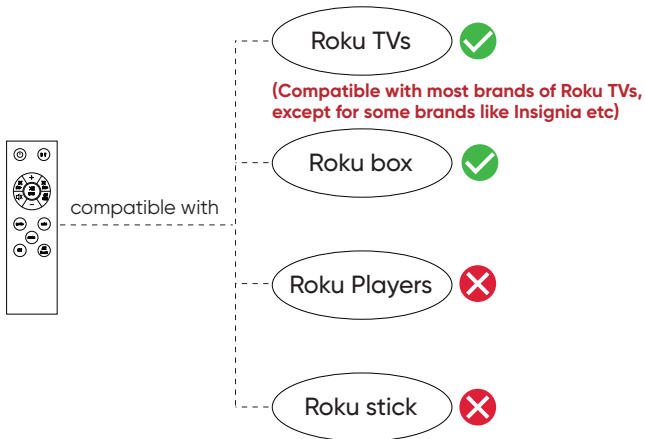 Roku TVs
(Compatible with most brands of Roku TVs,
except for some brands like Insignia etc)
Roku box
compatible with
Roku Players
Roku stick